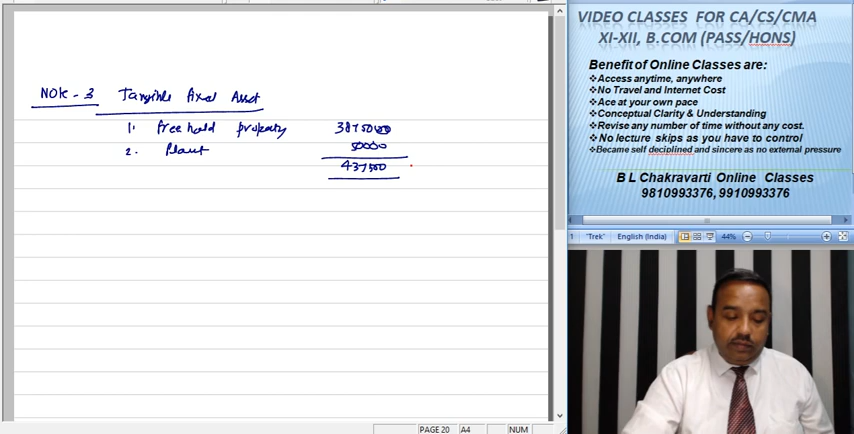 NOTE - 3 Tangible Fixed Asset
1. Free hold property 387500
2. Plant 50000
437500
VIDEO CLASSES FOR CA/CS/CMA
XI-XII, B.COM (PASS/HONS)
Benefit of Online Classes are:
❖Access anytime, anywhere
❖No Travel and Internet Cost
❖Ace at your own pace
❖Conceptual Clarity & Understanding
❖Revise any number of time without any cost.
❖No lecture skips as you have to control
❖Became self deciplined and sincere as no external pressure
B L Chakravarti Online Classes
9810993376, 9910993376
1 "Trek" English (India) 44%
PAGE 20 A4 NUM